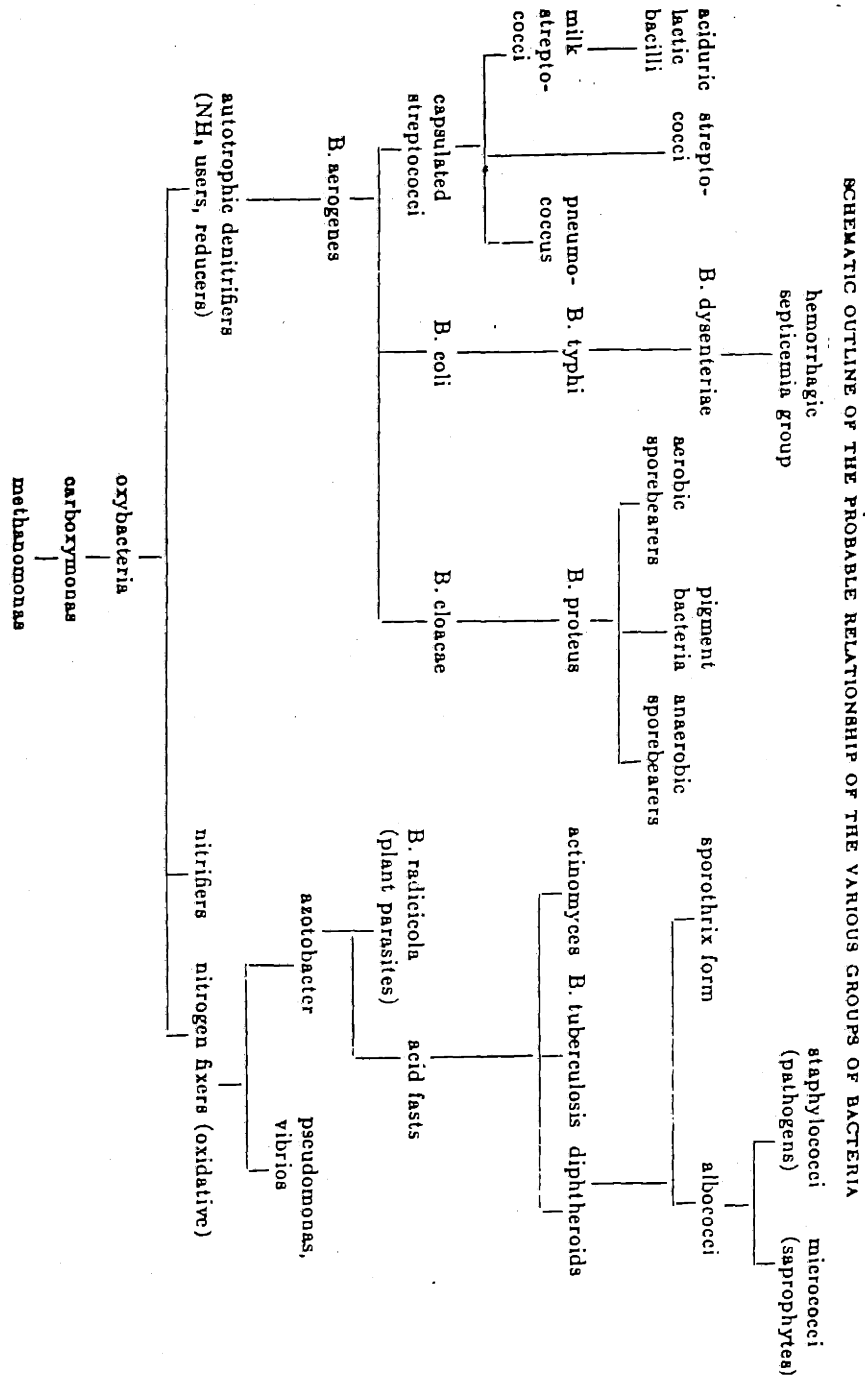 SCHEMATIC OUTLINE OF THE PROBABLE RELATIONSHIP OF THE VARIOUS GROUPS OF BACTERIA
hemorrhagic
septicemia group
staphylococci
(pathogens)
micrococci
(saprophytes)
aciduric
lactic
bacilli
strepto-
cocci
B. dysenteriae
aerobic
sporebearers
pigment
bacteria
anaerobic
sporebearers
sporothrix form
albococci
milk
strepto-
cocci
pneumo-
coccus
B. typhi
B. proteus
actinomyces
B. tuberculosis
diphtheroids
capsulated
streptococci
B. coli
B. cloacae
B. radicicola
(plant parasites)
acid fasts
B. aerogenes
azotobacter
pseudomonas,
vibrios
autotrophic denitrifiers
(NH, users, reducers)
nitrifiers
nitrogen fixers (oxidative)
oxybacteria
carboxymonas
methanomonas